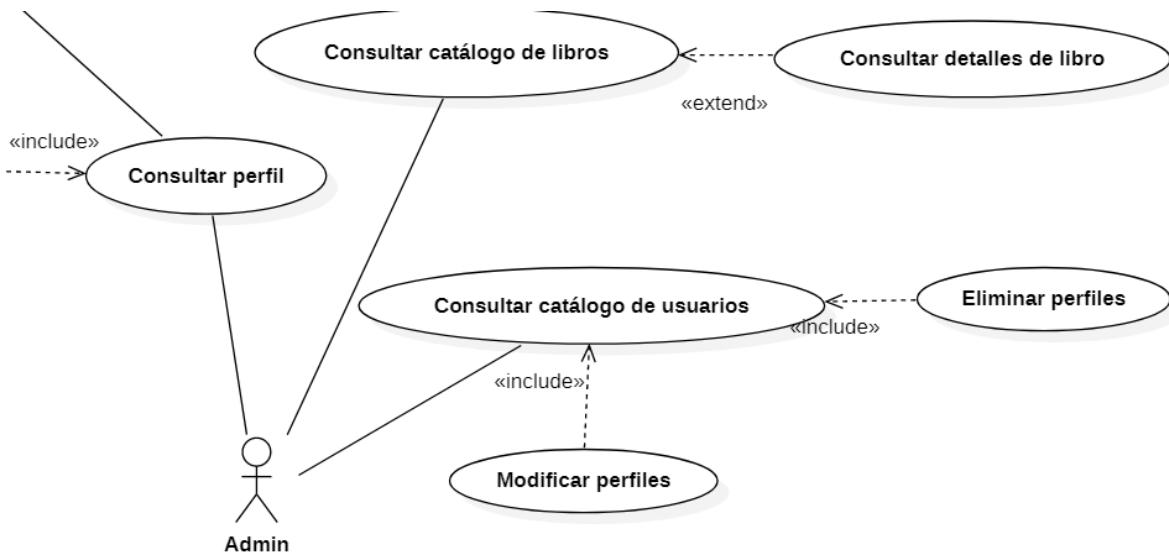 Consultar catálogo de libros
Consultar detalles de libro
«extend»
«include»
Consultar perfil
Consultar catálogo de usuarios
Eliminar perfiles
«include»
«include»
Modificar perfiles
Admin